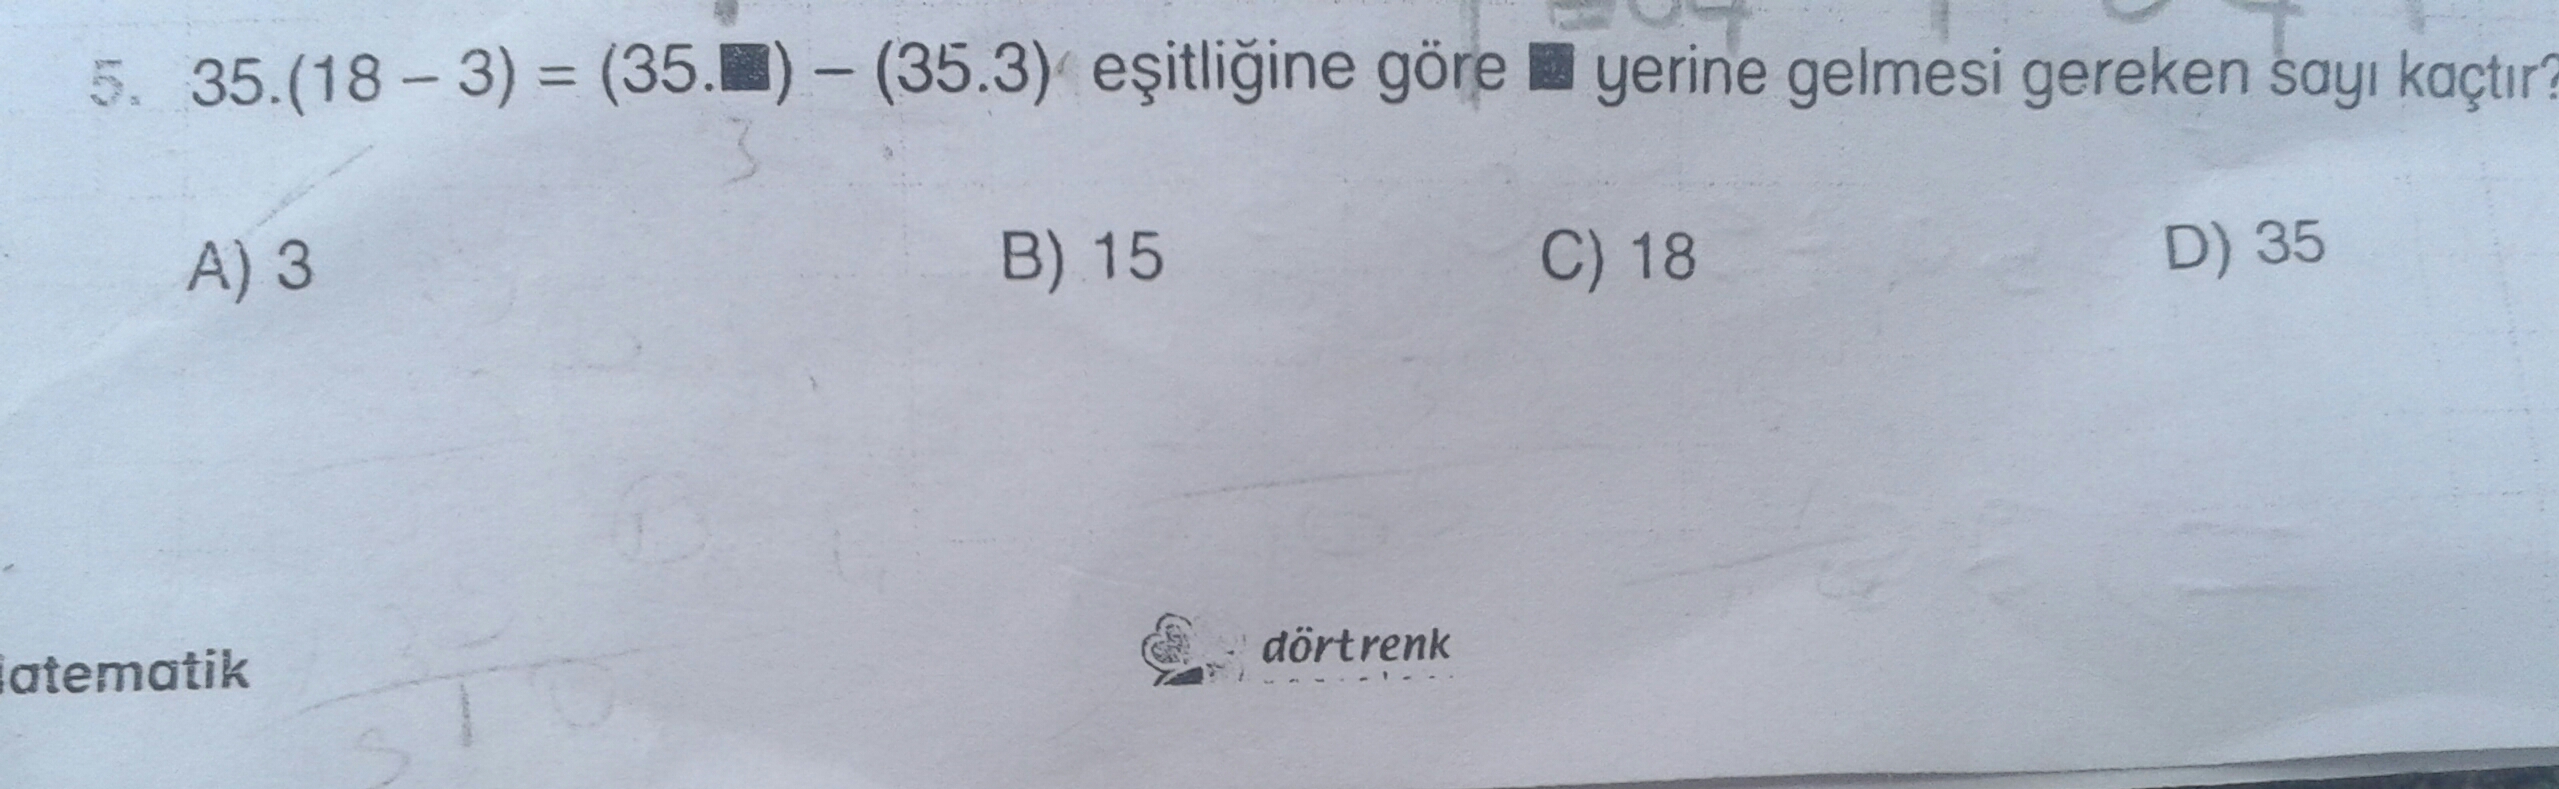 5. 35.(18 – 3) = (35.■) – (35.3) eşitliğine göre ■ yerine gelmesi gereken sayı kaçtır?
3
A) 3 B) 15 C) 18 D) 35
atematik dörtrenk